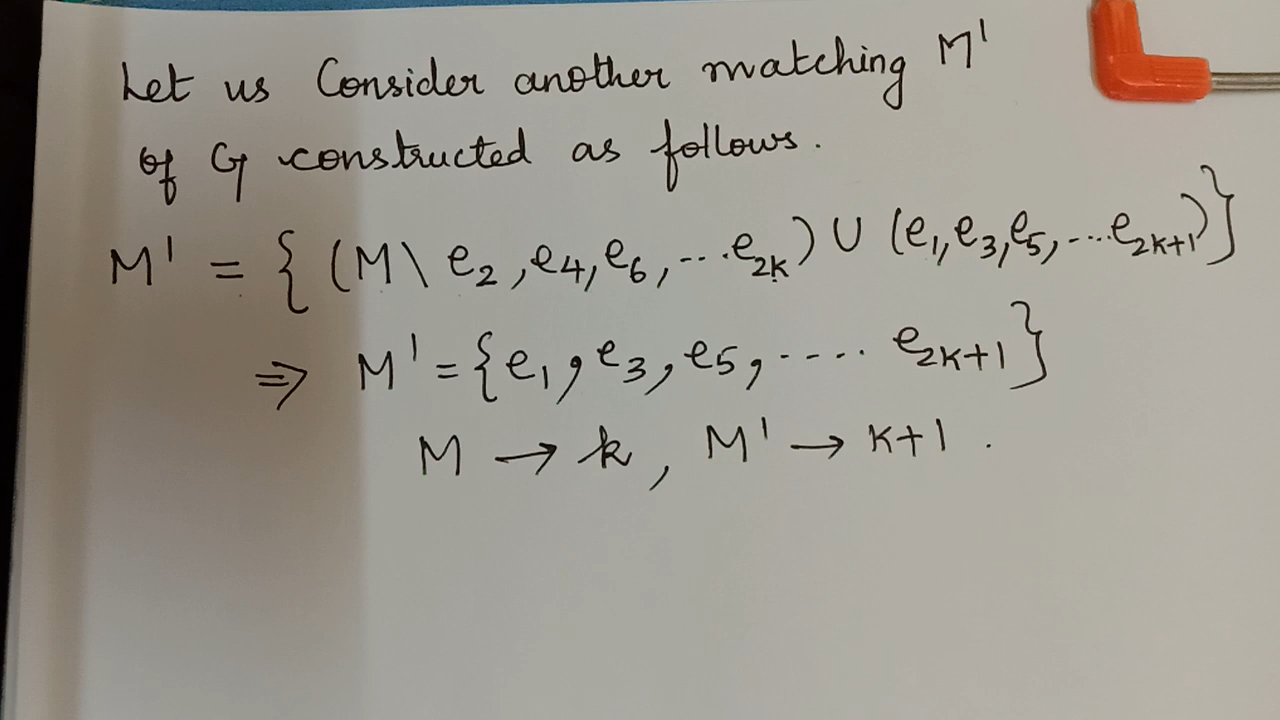 Let us Consider another matching M'
of G constructed as follows.
M' = { (M \ e₂, e₄, e₆, ... e₂ₖ) ∪ (e₁, e₃, e₅, ... e₂ₖ₊₁) }
⇒ M' = { e₁, e₃, e₅, .... e₂ₖ₊₁ }
M → k, M' → k+1 .